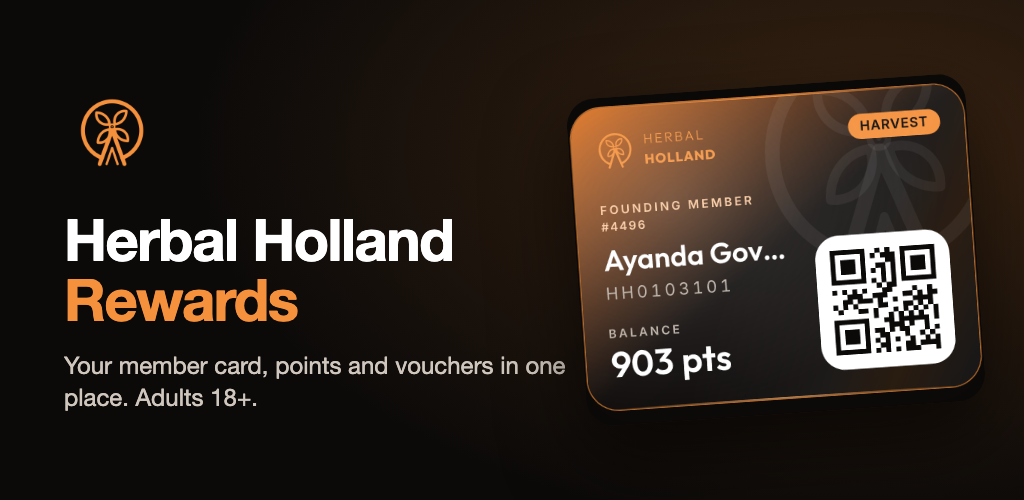 Herbal Holland
Rewards
Your member card, points and vouchers in one
place. Adults 18+.
HERBAL
HOLLAND
HARVEST
FOUNDING MEMBER
#4496
Ayanda Gov...
HH0103101
BALANCE
903 pts